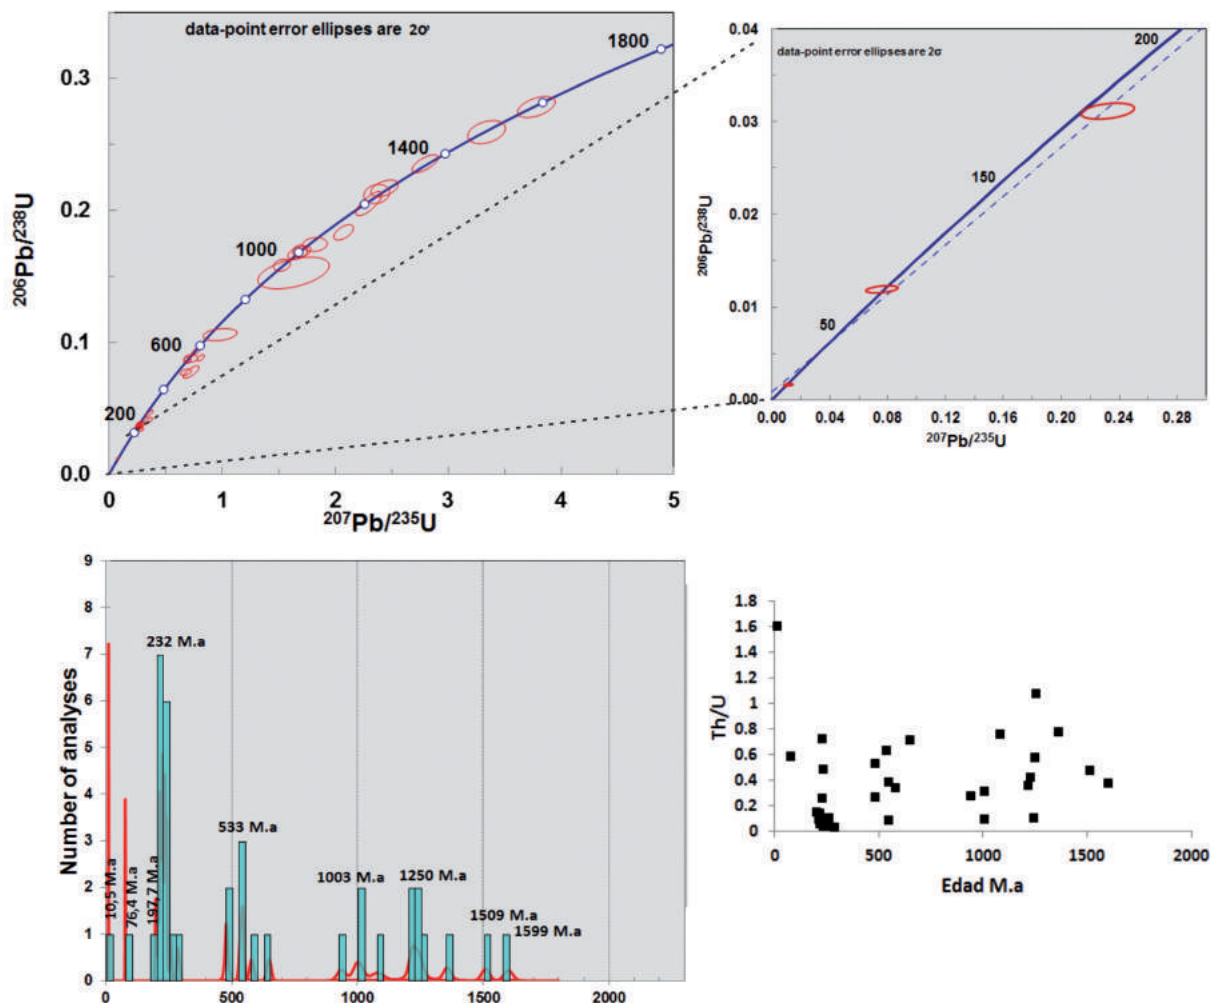 data-point error ellipses are 2σ
1800
0.3
1400
0.2
1000
0.1
600
200
0.0
0 1 2 3 4 5
²⁰⁶Pb/²³⁸U
²⁰⁷Pb/²³⁵U
0.04
200
data-point error ellipses are 2σ
0.03
150
0.02
0.01
50
0.00
0.00 0.04 0.08 0.12 0.16 0.20 0.24 0.28
²⁰⁶Pb/²³⁸U
²⁰⁷Pb/²³⁵U
9
8
7
6
5
4
3
2
1
0
Number of analyses
232 M.a
533 M.a
1003 M.a
1250 M.a
1509 M.a
1599 M.a
10,5 M.a
76,4 M.a
197,7 M.a
0 500 1000 1500 2000
1.8
1.6
1.4
1.2
1
0.8
0.6
0.4
0.2
0
Th/U
0 500 1000 1500 2000
Edad M.a